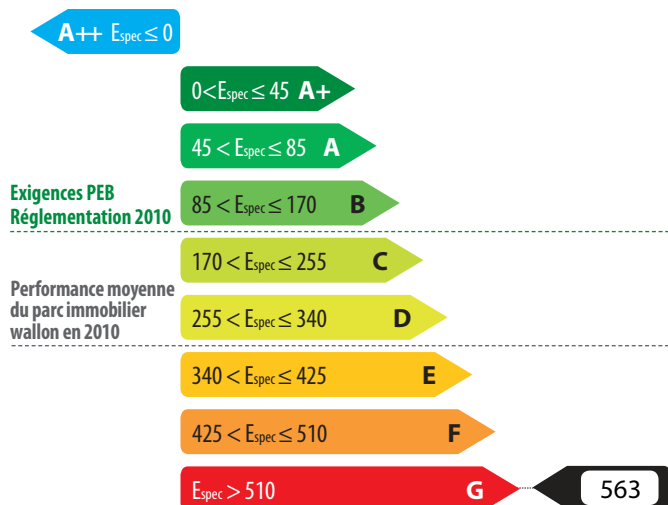 A++ Espec ≤ 0
0<Espec ≤ 45 A+
45 < Espec ≤ 85 A
Exigences PEB
Réglementation 2010
85 < Espec ≤ 170 B
170 < Espec ≤ 255 C
Performance moyenne
du parc immobilier
wallon en 2010
255 < Espec ≤ 340 D
340 < Espec ≤ 425 E
425 < Espec ≤ 510 F
Espec > 510 G
563